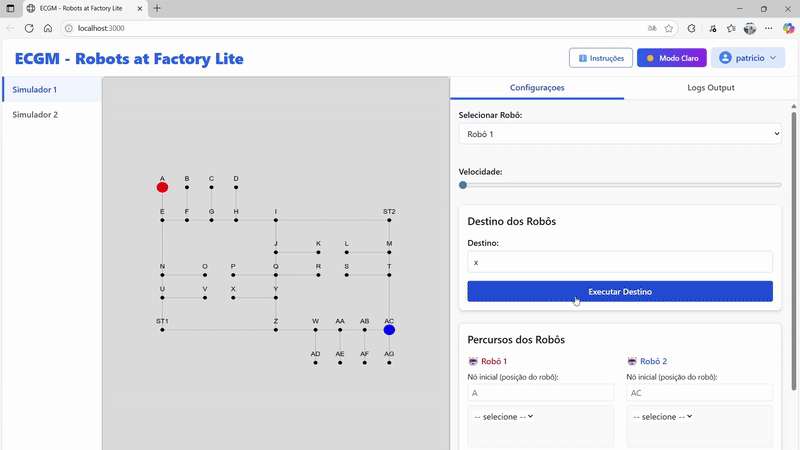 ECGM - Robots at Factory Lite
localhost:3000
ECGM - Robots at Factory Lite
Instruções
Modo Claro
patricio
Simulador 1
Simulador 2
A B C D
E F G H I ST2
J K L M
N O P Q R S T
U V X Y
ST1 Z W AA AB AC
AD AE AF AG
Configuraçoes
Logs Output
Selecionar Robô:
Robô 1
Velocidade:
Destino dos Robôs
Destino:
x
Executar Destino
Percursos dos Robôs
Robô 1
Robô 2
Nó inicial (posição do robô):
Nó inicial (posição do robô):
A
AC
-- selecione --
-- selecione --